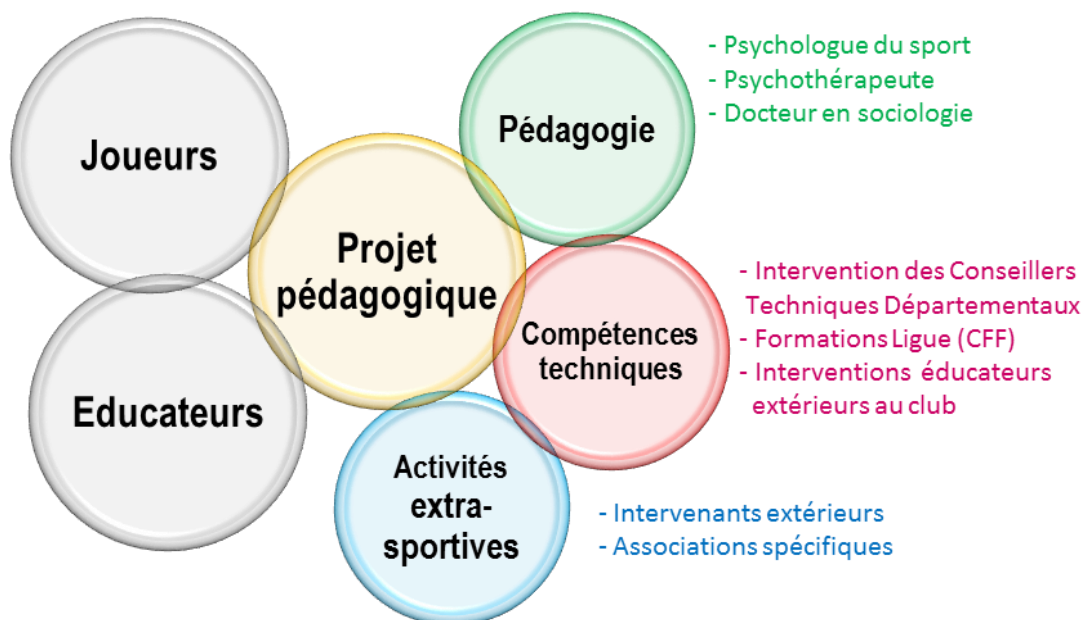 Joueurs
Educateurs
Projet
pédagogique
Pédagogie
- Psychologue du sport
- Psychothérapeute
- Docteur en sociologie
Compétences
techniques
- Intervention des Conseillers
Techniques Départementaux
- Formations Ligue (CFF)
- Interventions éducateurs
extérieurs au club
Activités
extra-
sportives
- Intervenants extérieurs
- Associations spécifiques